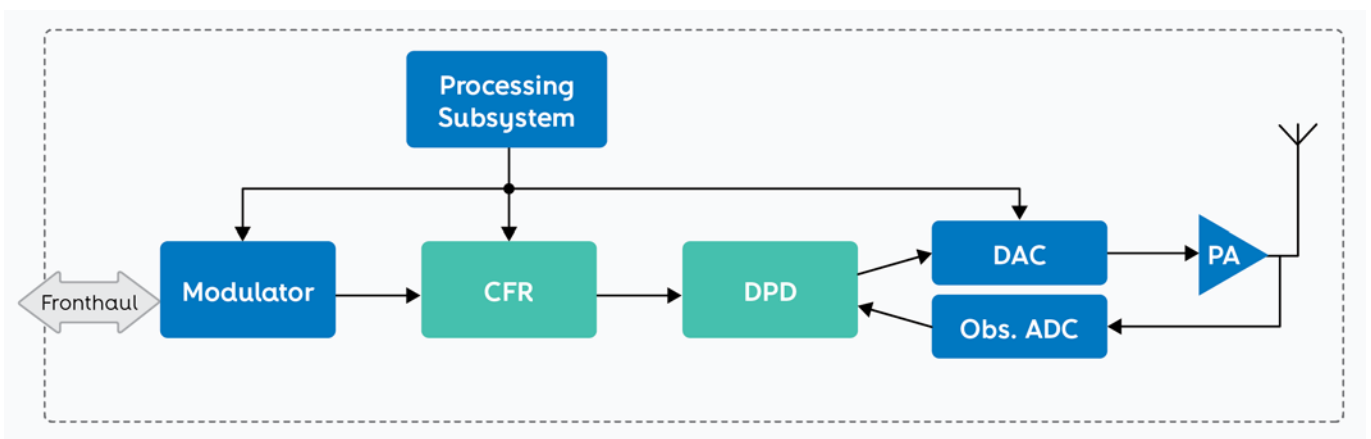 Processing
Subsystem
Fronthaul
Modulator
CFR
DPD
DAC
PA
Obs. ADC